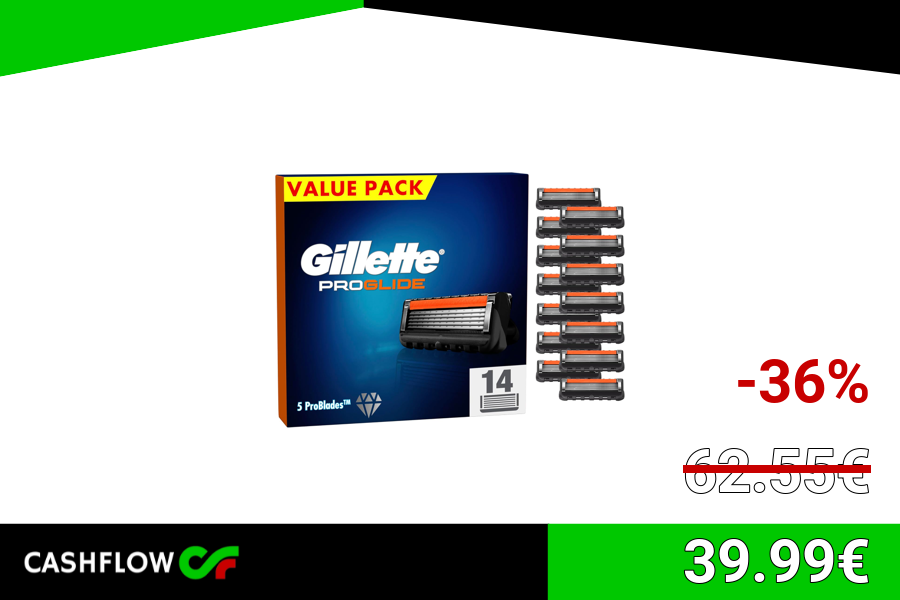 VALUE PACK
Gillette®
PROGLIDE
5 ProBlades™
14
-36%
62.55€
CASHFLOW
39.99€